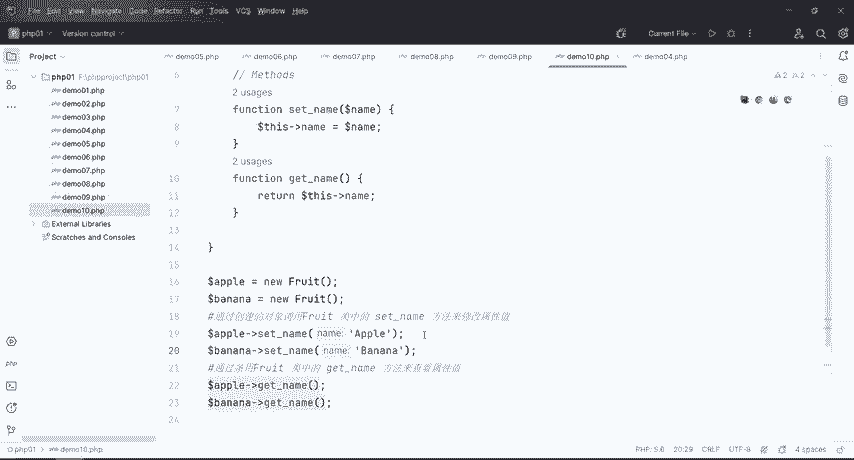 File Edit View Navigate Code Refactor Run Tools VCS Window Help
php01 Version control Current File
Project demo05.php demo06.php demo07.php demo08.php demo09.php demo10.php demo04.php
php01 F:\phpproject\php01
demo01.php
demo02.php
demo03.php
demo04.php
demo05.php
demo06.php
demo07.php
demo08.php
demo09.php
demo10.php
External Libraries
Scratches and Consoles
2 2
6 // Methods
2 usages
7 function set_name($name) {
8 $this->name = $name;
9 }
2 usages
10 function get_name() {
11 return $this->name;
12 }
13
14 }
15
16 $apple = new Fruit();
17 $banana = new Fruit();
18 #通过创建的对象调用Fruit 类中的 set_name 方法来修改属性值
19 $apple->set_name( name: 'Apple');
20 $banana->set_name( name: 'Banana');
21 #通过调用Fruit 类中的 get_name 方法来查看属性值
22 $apple->get_name();
23 $banana->get_name();
24
php
php01 > demo10.php PHP: 20:29 CRLF UTF-8 4 spaces